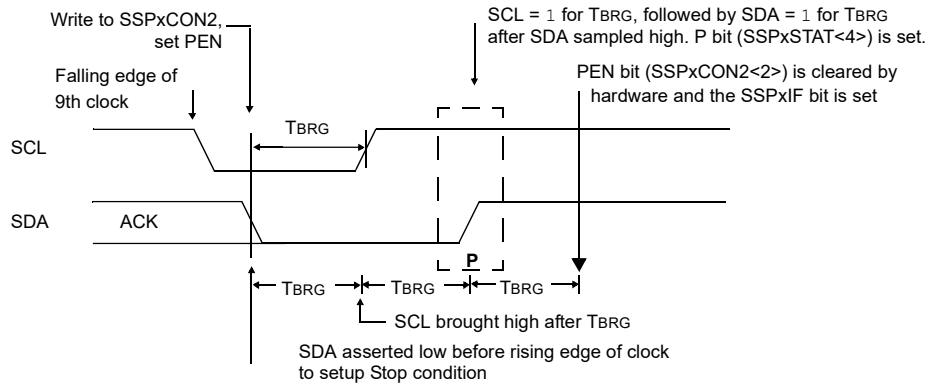 Write to SSPxCON2,
set PEN
SCL = 1 for TBRG, followed by SDA = 1 for TBRG
after SDA sampled high. P bit (SSPxSTAT<4>) is set.
Falling edge of
9th clock
PEN bit (SSPxCON2<2>) is cleared by
hardware and the SSPxIF bit is set
TBRG
SCL
SDA
ACK
P
TBRG
TBRG
TBRG
SCL brought high after TBRG
SDA asserted low before rising edge of clock
to setup Stop condition